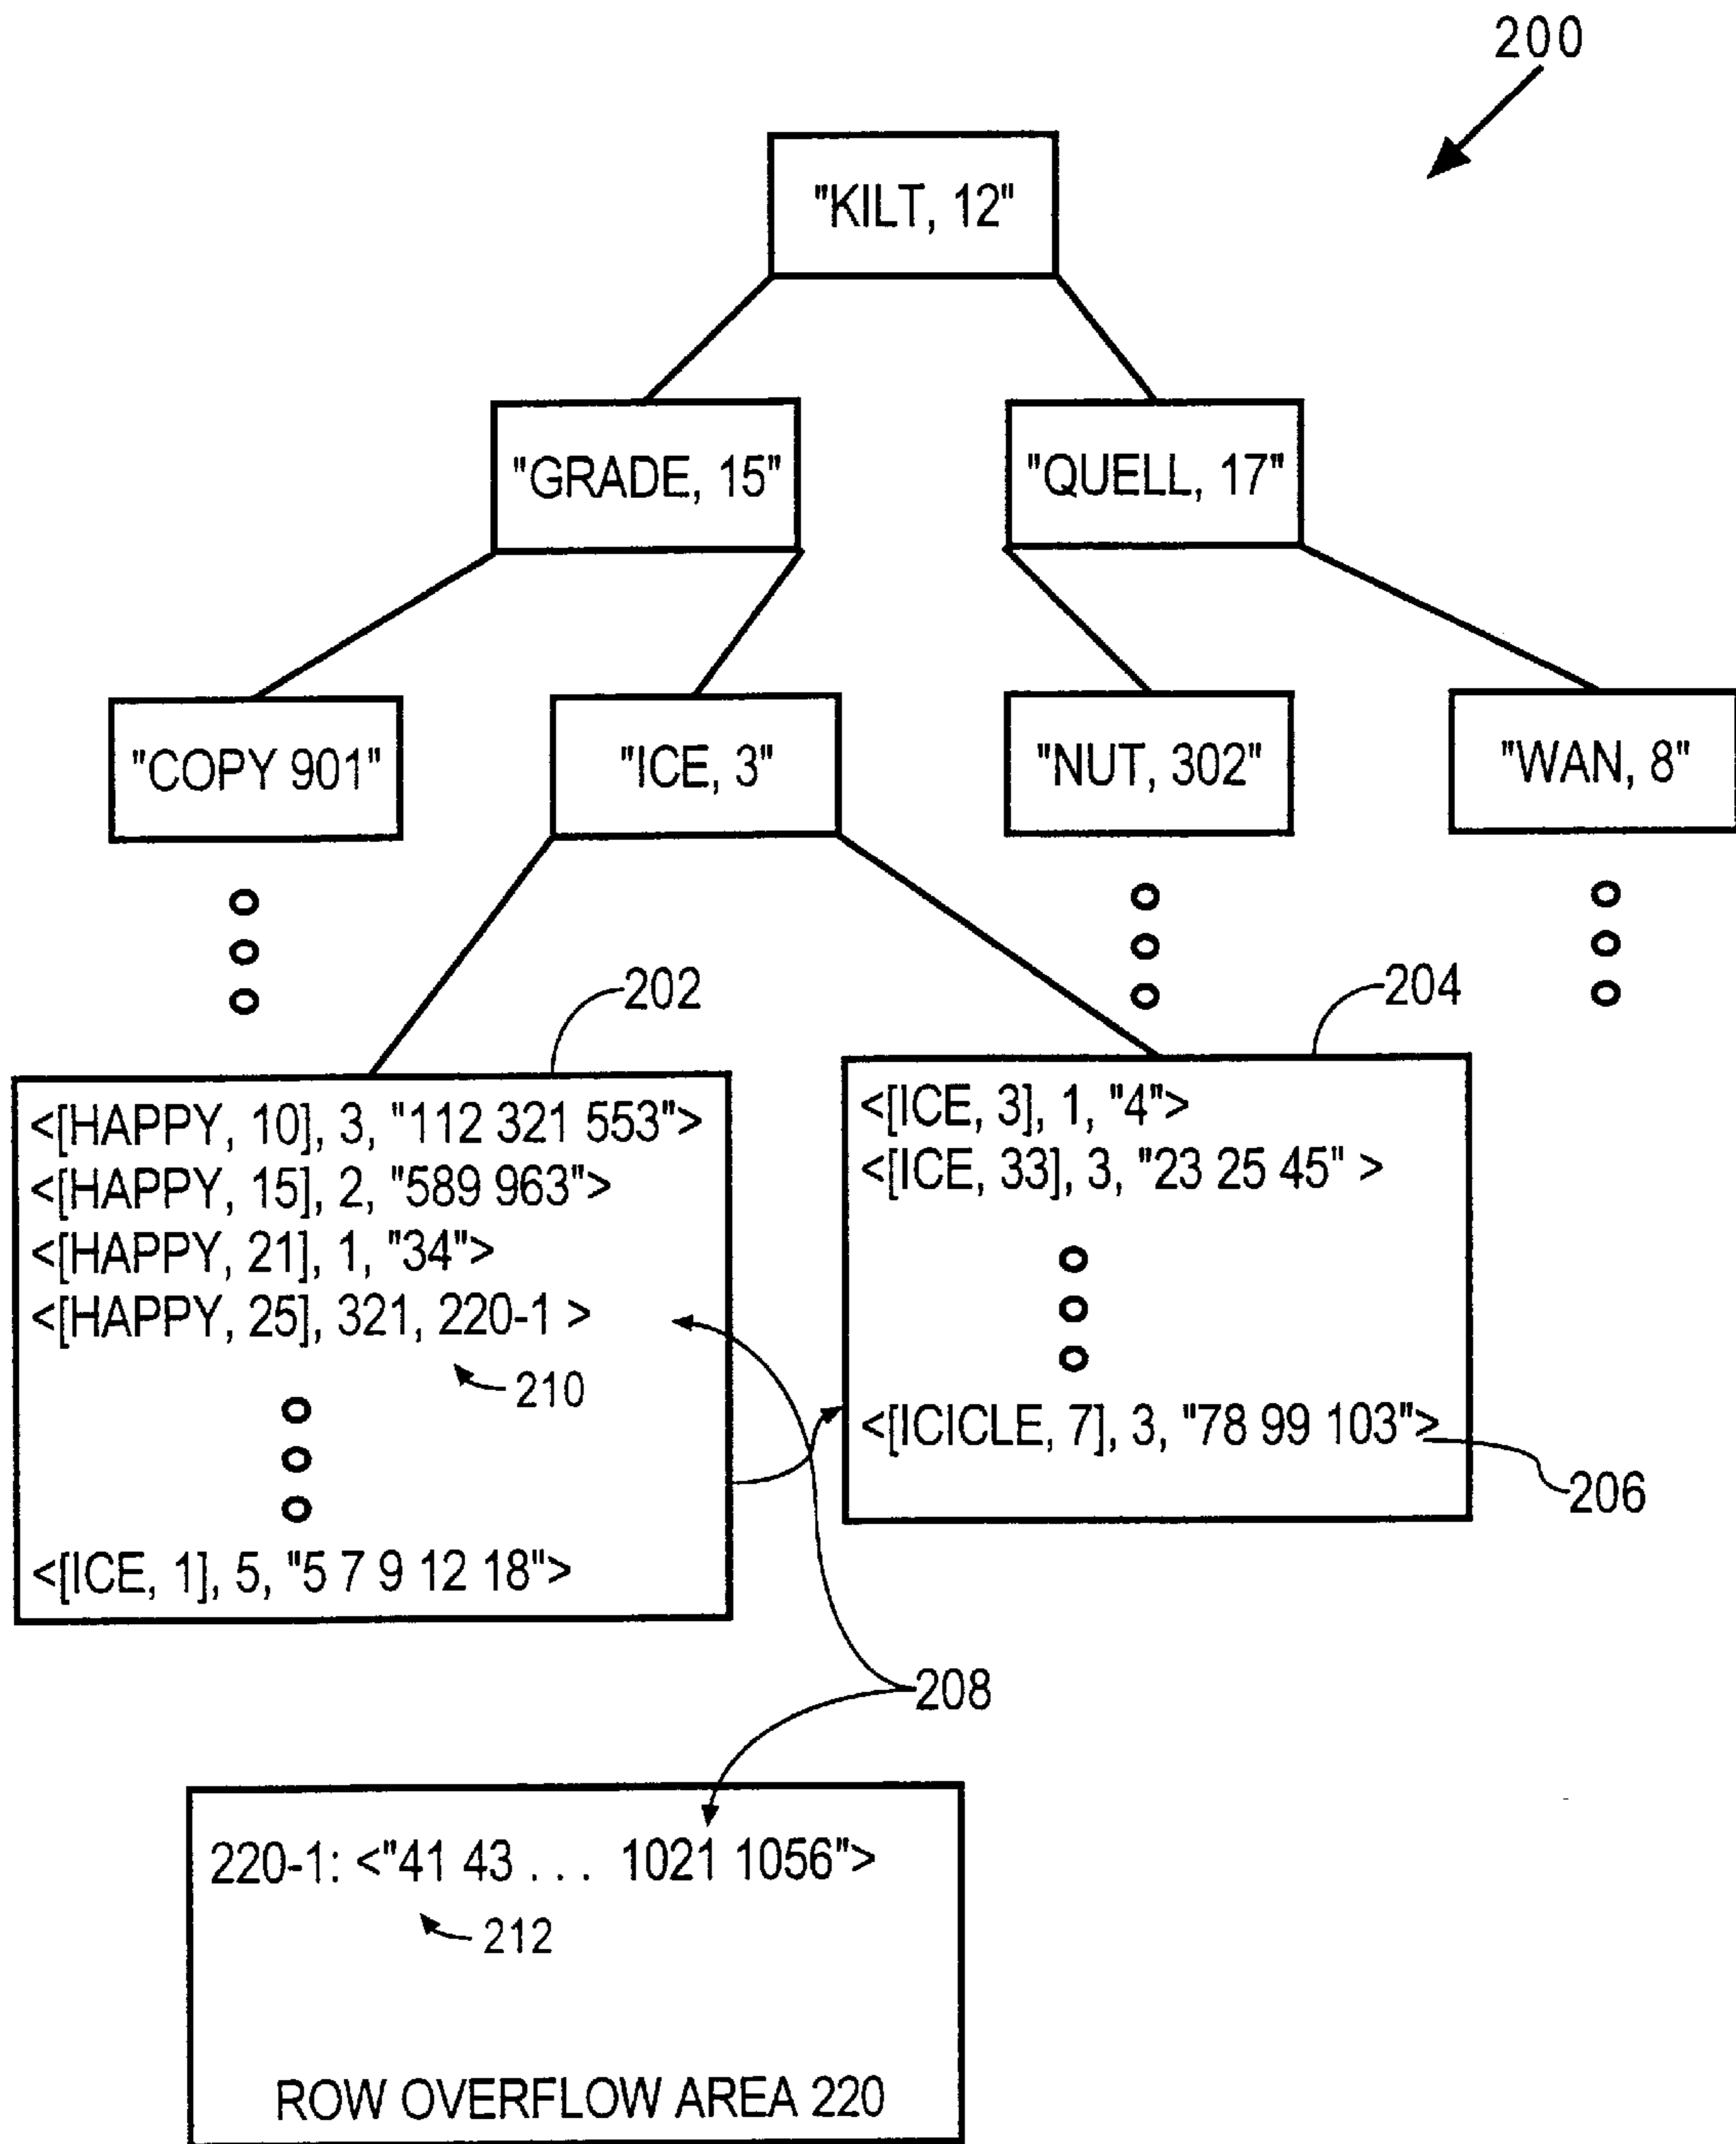 200
"KILT, 12"
"GRADE, 15"
"QUELL, 17"
"COPY 901"
"ICE, 3"
"NUT, 302"
"WAN, 8"
202
204
<[HAPPY, 10], 3, "112 321 553">
<[HAPPY, 15], 2, "589 963">
<[HAPPY, 21], 1, "34">
<[HAPPY, 25], 321, 220-1 >
210
<[ICE, 1], 5, "5 7 9 12 18">
<[ICE, 3], 1, "4">
<[ICE, 33], 3, "23 25 45" >
<[ICICLE, 7], 3, "78 99 103">
206
208
220-1: <"41 43 . . . 1021 1056">
212
ROW OVERFLOW AREA 220